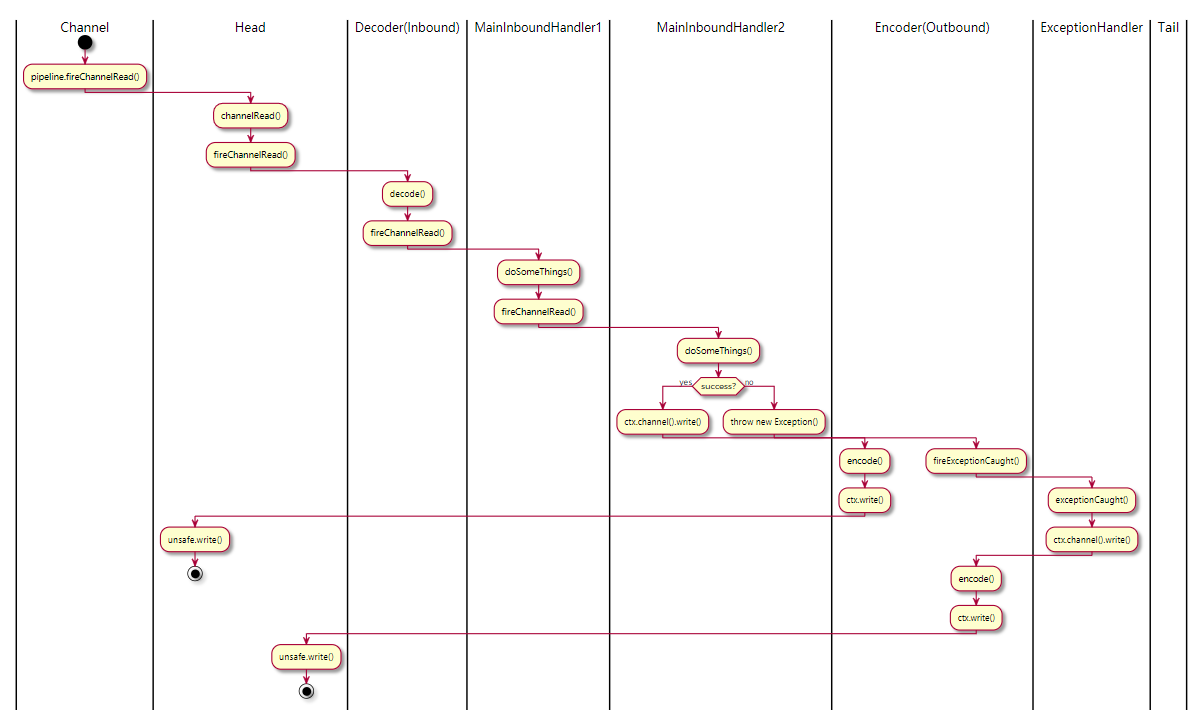 Channel
Head
Decoder(Inbound)
MainInboundHandler1
MainInboundHandler2
Encoder(Outbound)
ExceptionHandler
Tail
pipeline.fireChannelRead()
channelRead()
fireChannelRead()
decode()
fireChannelRead()
doSomeThings()
fireChannelRead()
doSomeThings()
yes
success?
no
ctx.channel().write()
throw new Exception()
encode()
fireExceptionCaught()
ctx.write()
exceptionCaught()
unsafe.write()
ctx.channel().write()
encode()
ctx.write()
unsafe.write()